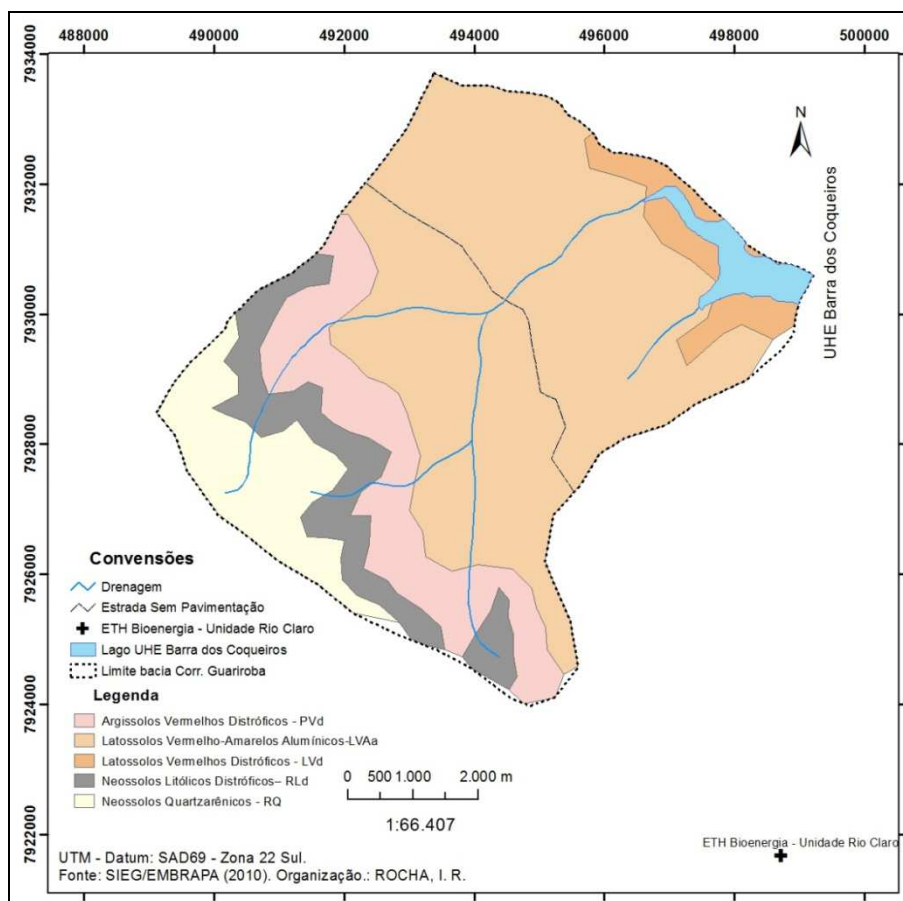 488000 490000 492000 494000 496000 498000 500000
7934000
7932000
7930000
7928000
7926000
7924000
7922000
N
UHE Barra dos Coqueiros
Convensões
Drenagem
Estrada Sem Pavimentação
ETH Bioenergia - Unidade Rio Claro
Lago UHE Barra dos Coqueiros
Limite bacia Corr. Guariroba
Legenda
Argissolos Vermelhos Distróficos - PVd
Latossolos Vermelho-Amarelos Alumínicos-LVAa
Latossolos Vermelhos Distróficos - LVd
Neossolos Litólicos Distróficos– RLd
Neossolos Quartzarênicos - RQ
0 500 1.000 2.000 m
1:66.407
ETH Bioenergia - Unidade Rio Claro
UTM - Datum: SAD69 - Zona 22 Sul.
Fonte: SIEG/EMBRAPA (2010). Organização.: ROCHA, I. R.